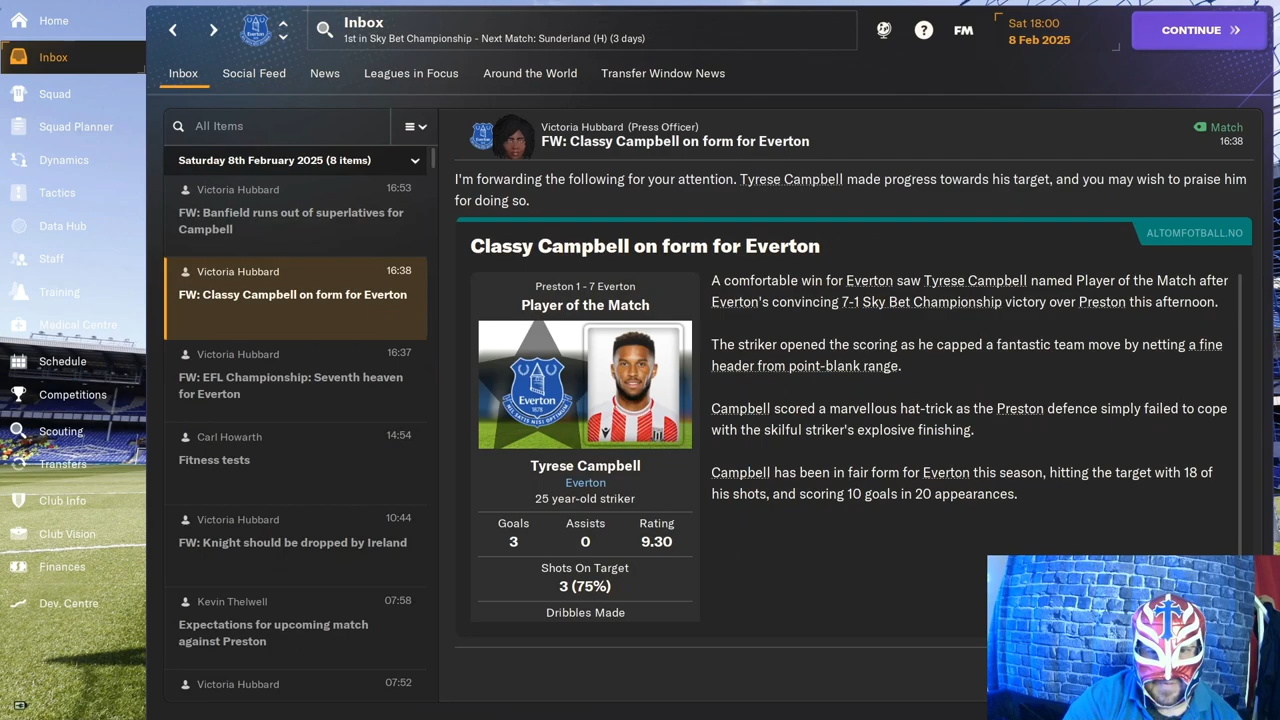 Home
Inbox
Squad
Squad Planner
Dynamics
Tactics
Data Hub
Staff
Training
Medical Centre
Schedule
Competitions
Scouting
Transfers
Club Info
Club Vision
Finances
Dev. Centre
Inbox
1st in Sky Bet Championship - Next Match: Sunderland (H) (3 days)
?
FM
Sat 18:00
8 Feb 2025
CONTINUE
Inbox
Social Feed
News
Leagues in Focus
Around the World
Transfer Window News
All Items
Saturday 8th February 2025 (8 items)
Victoria Hubbard 16:53
FW: Banfield runs out of superlatives for
Campbell
Victoria Hubbard 16:38
FW: Classy Campbell on form for Everton
Victoria Hubbard 16:37
FW: EFL Championship: Seventh heaven
for Everton
Carl Howarth 14:54
Fitness tests
Victoria Hubbard 10:44
FW: Knight should be dropped by Ireland
Kevin Thelwell 07:58
Expectations for upcoming match
against Preston
Victoria Hubbard 07:52
Victoria Hubbard (Press Officer)
FW: Classy Campbell on form for Everton
Match
16:38
I'm forwarding the following for your attention. Tyrese Campbell made progress towards his target, and you may wish to praise him
for doing so.
ALTOMFOTBALL.NO
Classy Campbell on form for Everton
Preston 1 - 7 Everton
Player of the Match
Everton
1878
Tyrese Campbell
Everton
25 year-old striker
Goals Assists Rating
3 0 9.30
Shots On Target
3 (75%)
Dribbles Made
A comfortable win for Everton saw Tyrese Campbell named Player of the Match after
Everton's convincing 7-1 Sky Bet Championship victory over Preston this afternoon.
The striker opened the scoring as he capped a fantastic team move by netting a fine
header from point-blank range.
Campbell scored a marvellous hat-trick as the Preston defence simply failed to cope
with the skilful striker's explosive finishing.
Campbell has been in fair form for Everton this season, hitting the target with 18 of
his shots, and scoring 10 goals in 20 appearances.